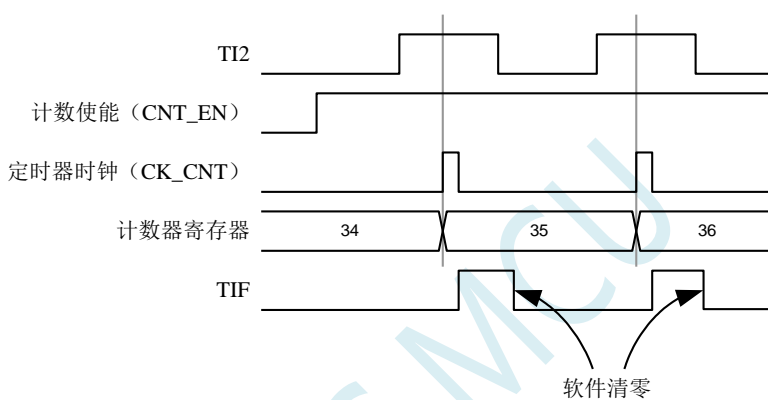 TI2
计数使能（CNT_EN）
定时器时钟（CK_CNT）
计数器寄存器
34
35
36
TIF
软件清零
MCU